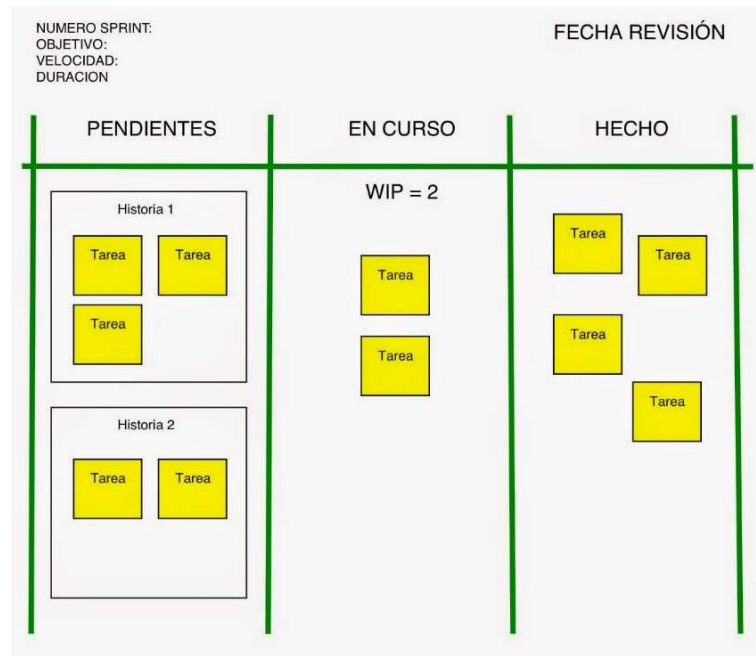 NUMERO SPRINT:
OBJETIVO:
VELOCIDAD:
DURACION
FECHA REVISIÓN
PENDIENTES
EN CURSO
HECHO
Historia 1
Tarea
Tarea
Tarea
Historia 2
Tarea
Tarea
WIP = 2
Tarea
Tarea
Tarea
Tarea
Tarea
Tarea